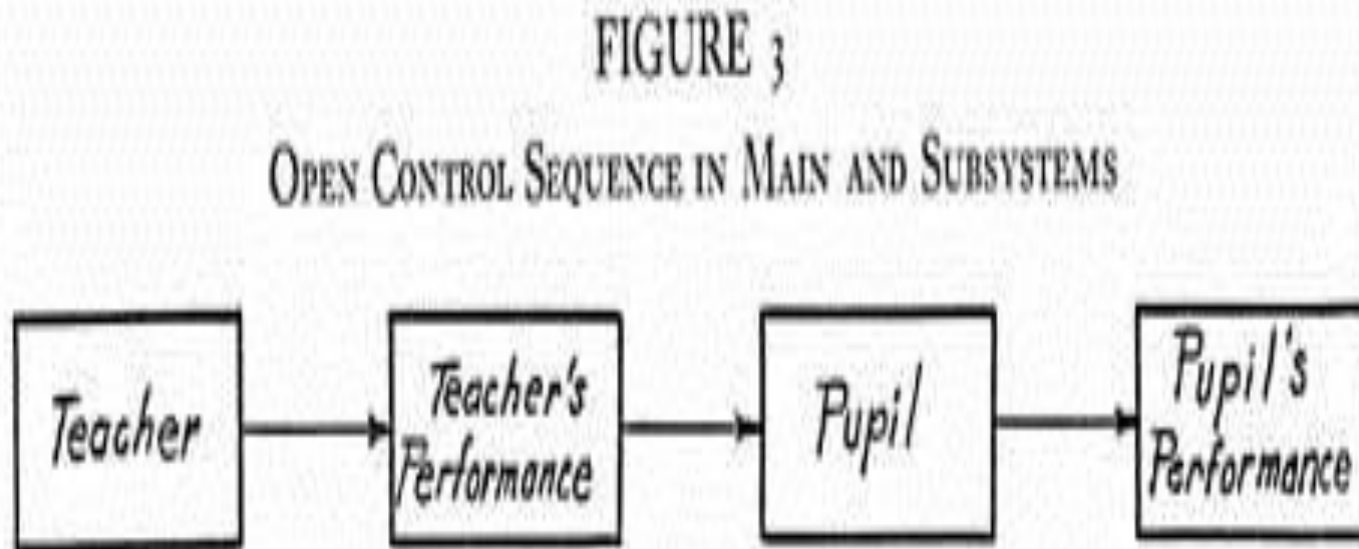 FIGURE 3
OPEN CONTROL SEQUENCE IN MAIN AND SUBSYSTEMS
Teacher
Teacher's
Performance
Pupil
Pupil's
Performance